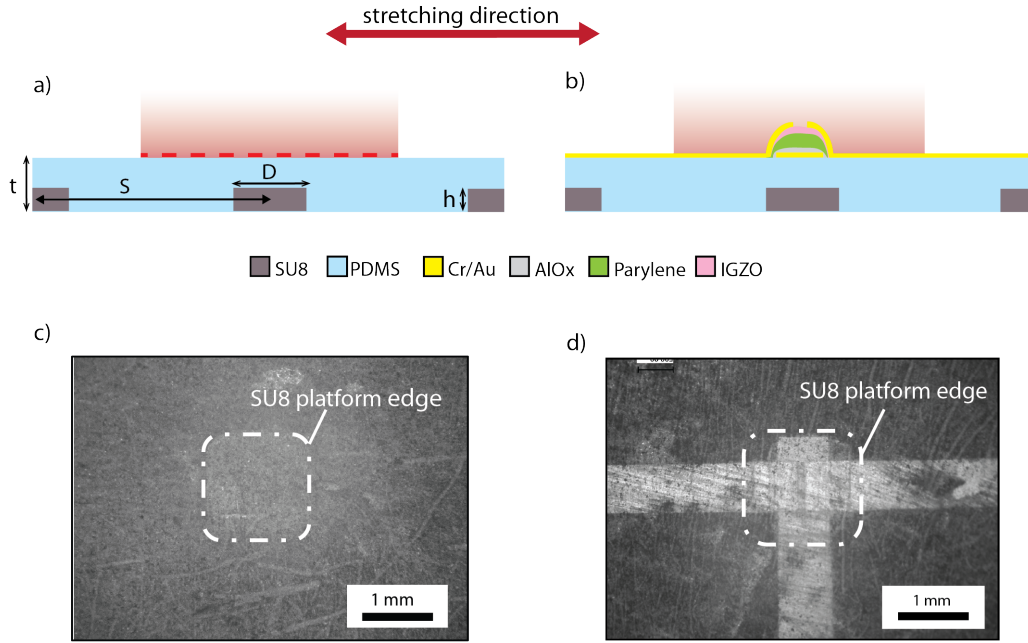 stretching direction
a)
b)
t
S
D
h
SU8
PDMS
Cr/Au
AlOx
Parylene
IGZO
c)
d)
SU8 platform edge
SU8 platform edge
1 mm
1 mm